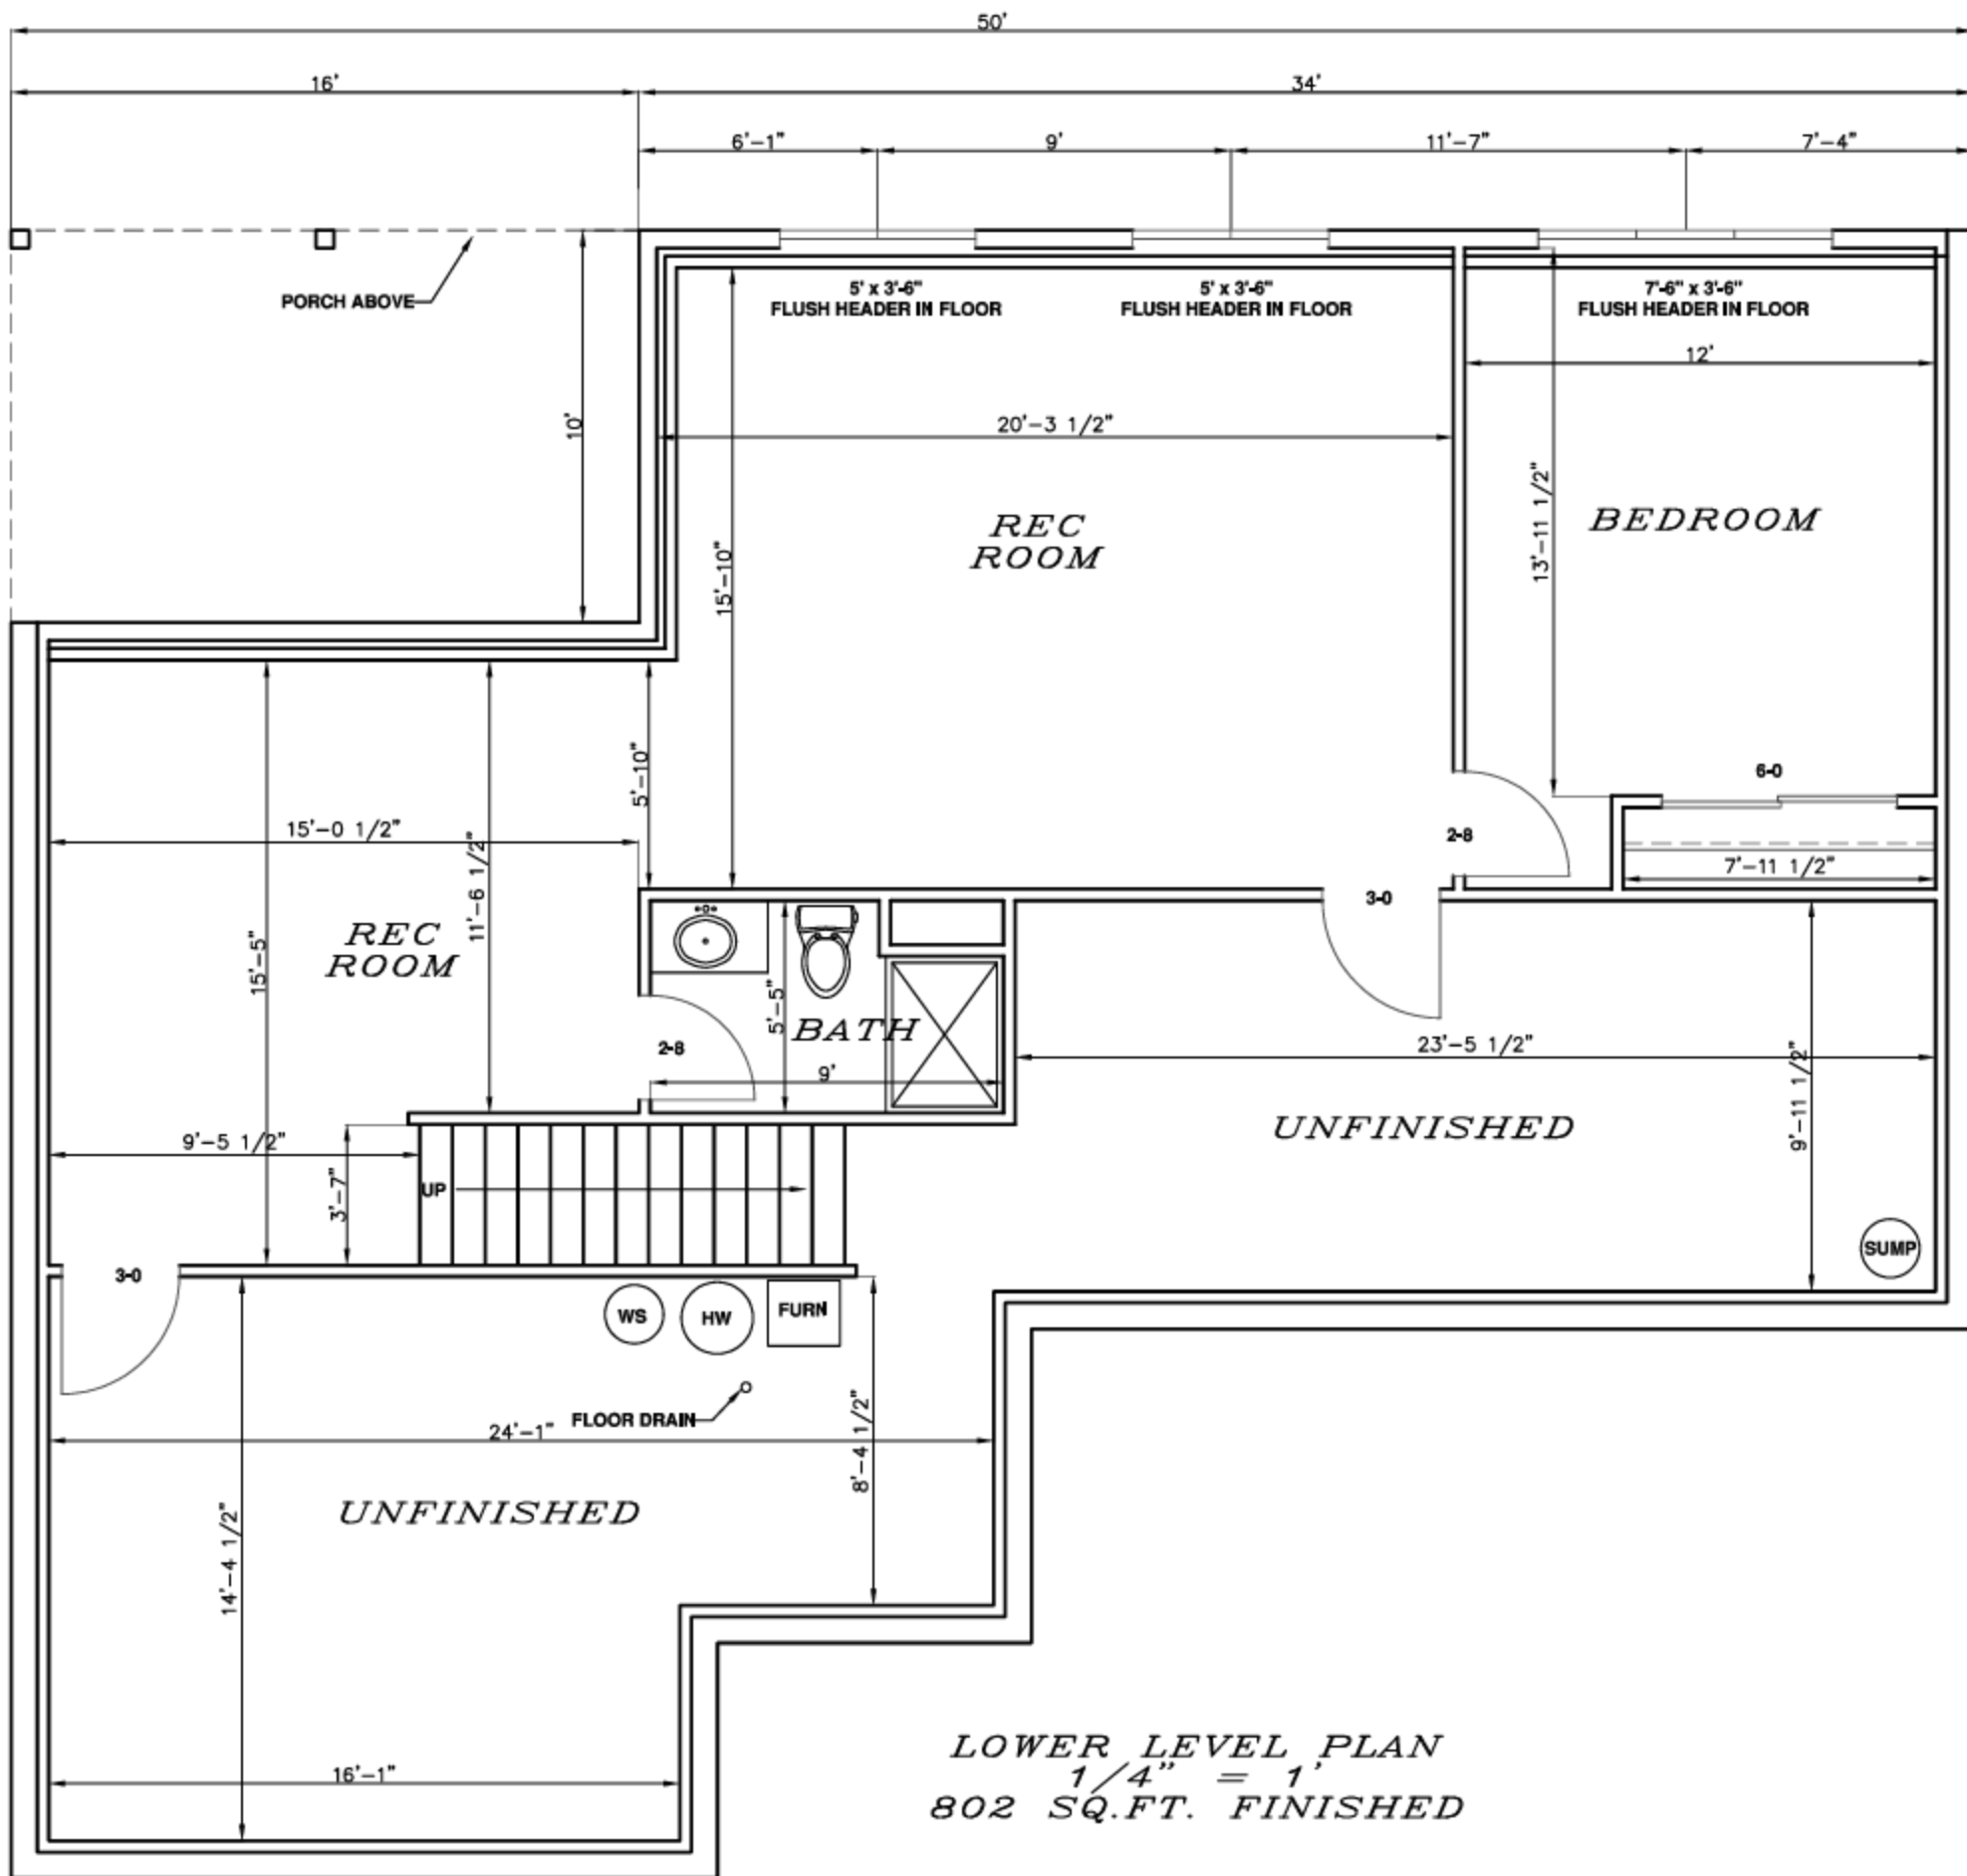 50'
16'
34'
6'-1"
9'
11'-7"
7'-4"
PORCH ABOVE
5' x 3'-6"
FLUSH HEADER IN FLOOR
5' x 3'-6"
FLUSH HEADER IN FLOOR
7'-6" x 3'-6"
FLUSH HEADER IN FLOOR
12'
10'
20'-3 1/2"
13'-11 1/2"
REC
ROOM
BEDROOM
15'-10"
5'-10"
6-0
15'-0 1/2"
11'-6 1/2"
2-8
7'-11 1/2"
3-0
REC
ROOM
15'-5"
5'-5"
BATH
2-8
9'
23'-5 1/2"
9'-11 1/2"
UNFINISHED
9'-5 1/2"
3'-7"
UP
SUMP
3-0
WS
HW
FURN
FLOOR DRAIN
24'-1"
8'-4 1/2"
UNFINISHED
14'-4 1/2"
16'-1"
LOWER LEVEL PLAN
1/4" = 1'
802 SQ.FT. FINISHED